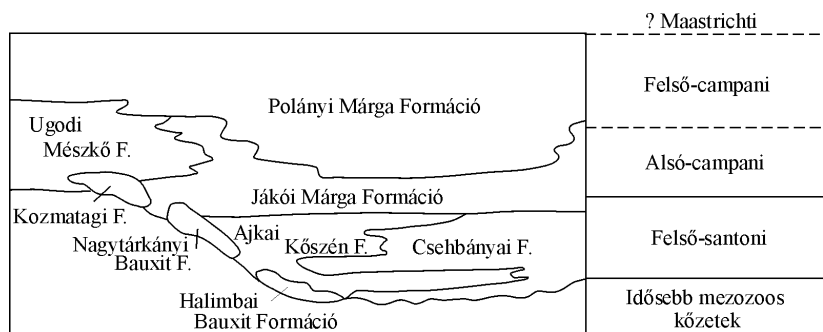 ? Maastrichti
Felső-campani
Polányi Márga Formáció
Ugodi
Mészkő F.
Alsó-campani
Jákói Márga Formáció
Kozmatagi F.
Ajkai
Kőszén F.
Csehbányai F.
Felső-santoni
Nagytárkányi
Bauxit F.
Halimbai
Bauxit Formáció
Idősebb mezozoos
kőzetek